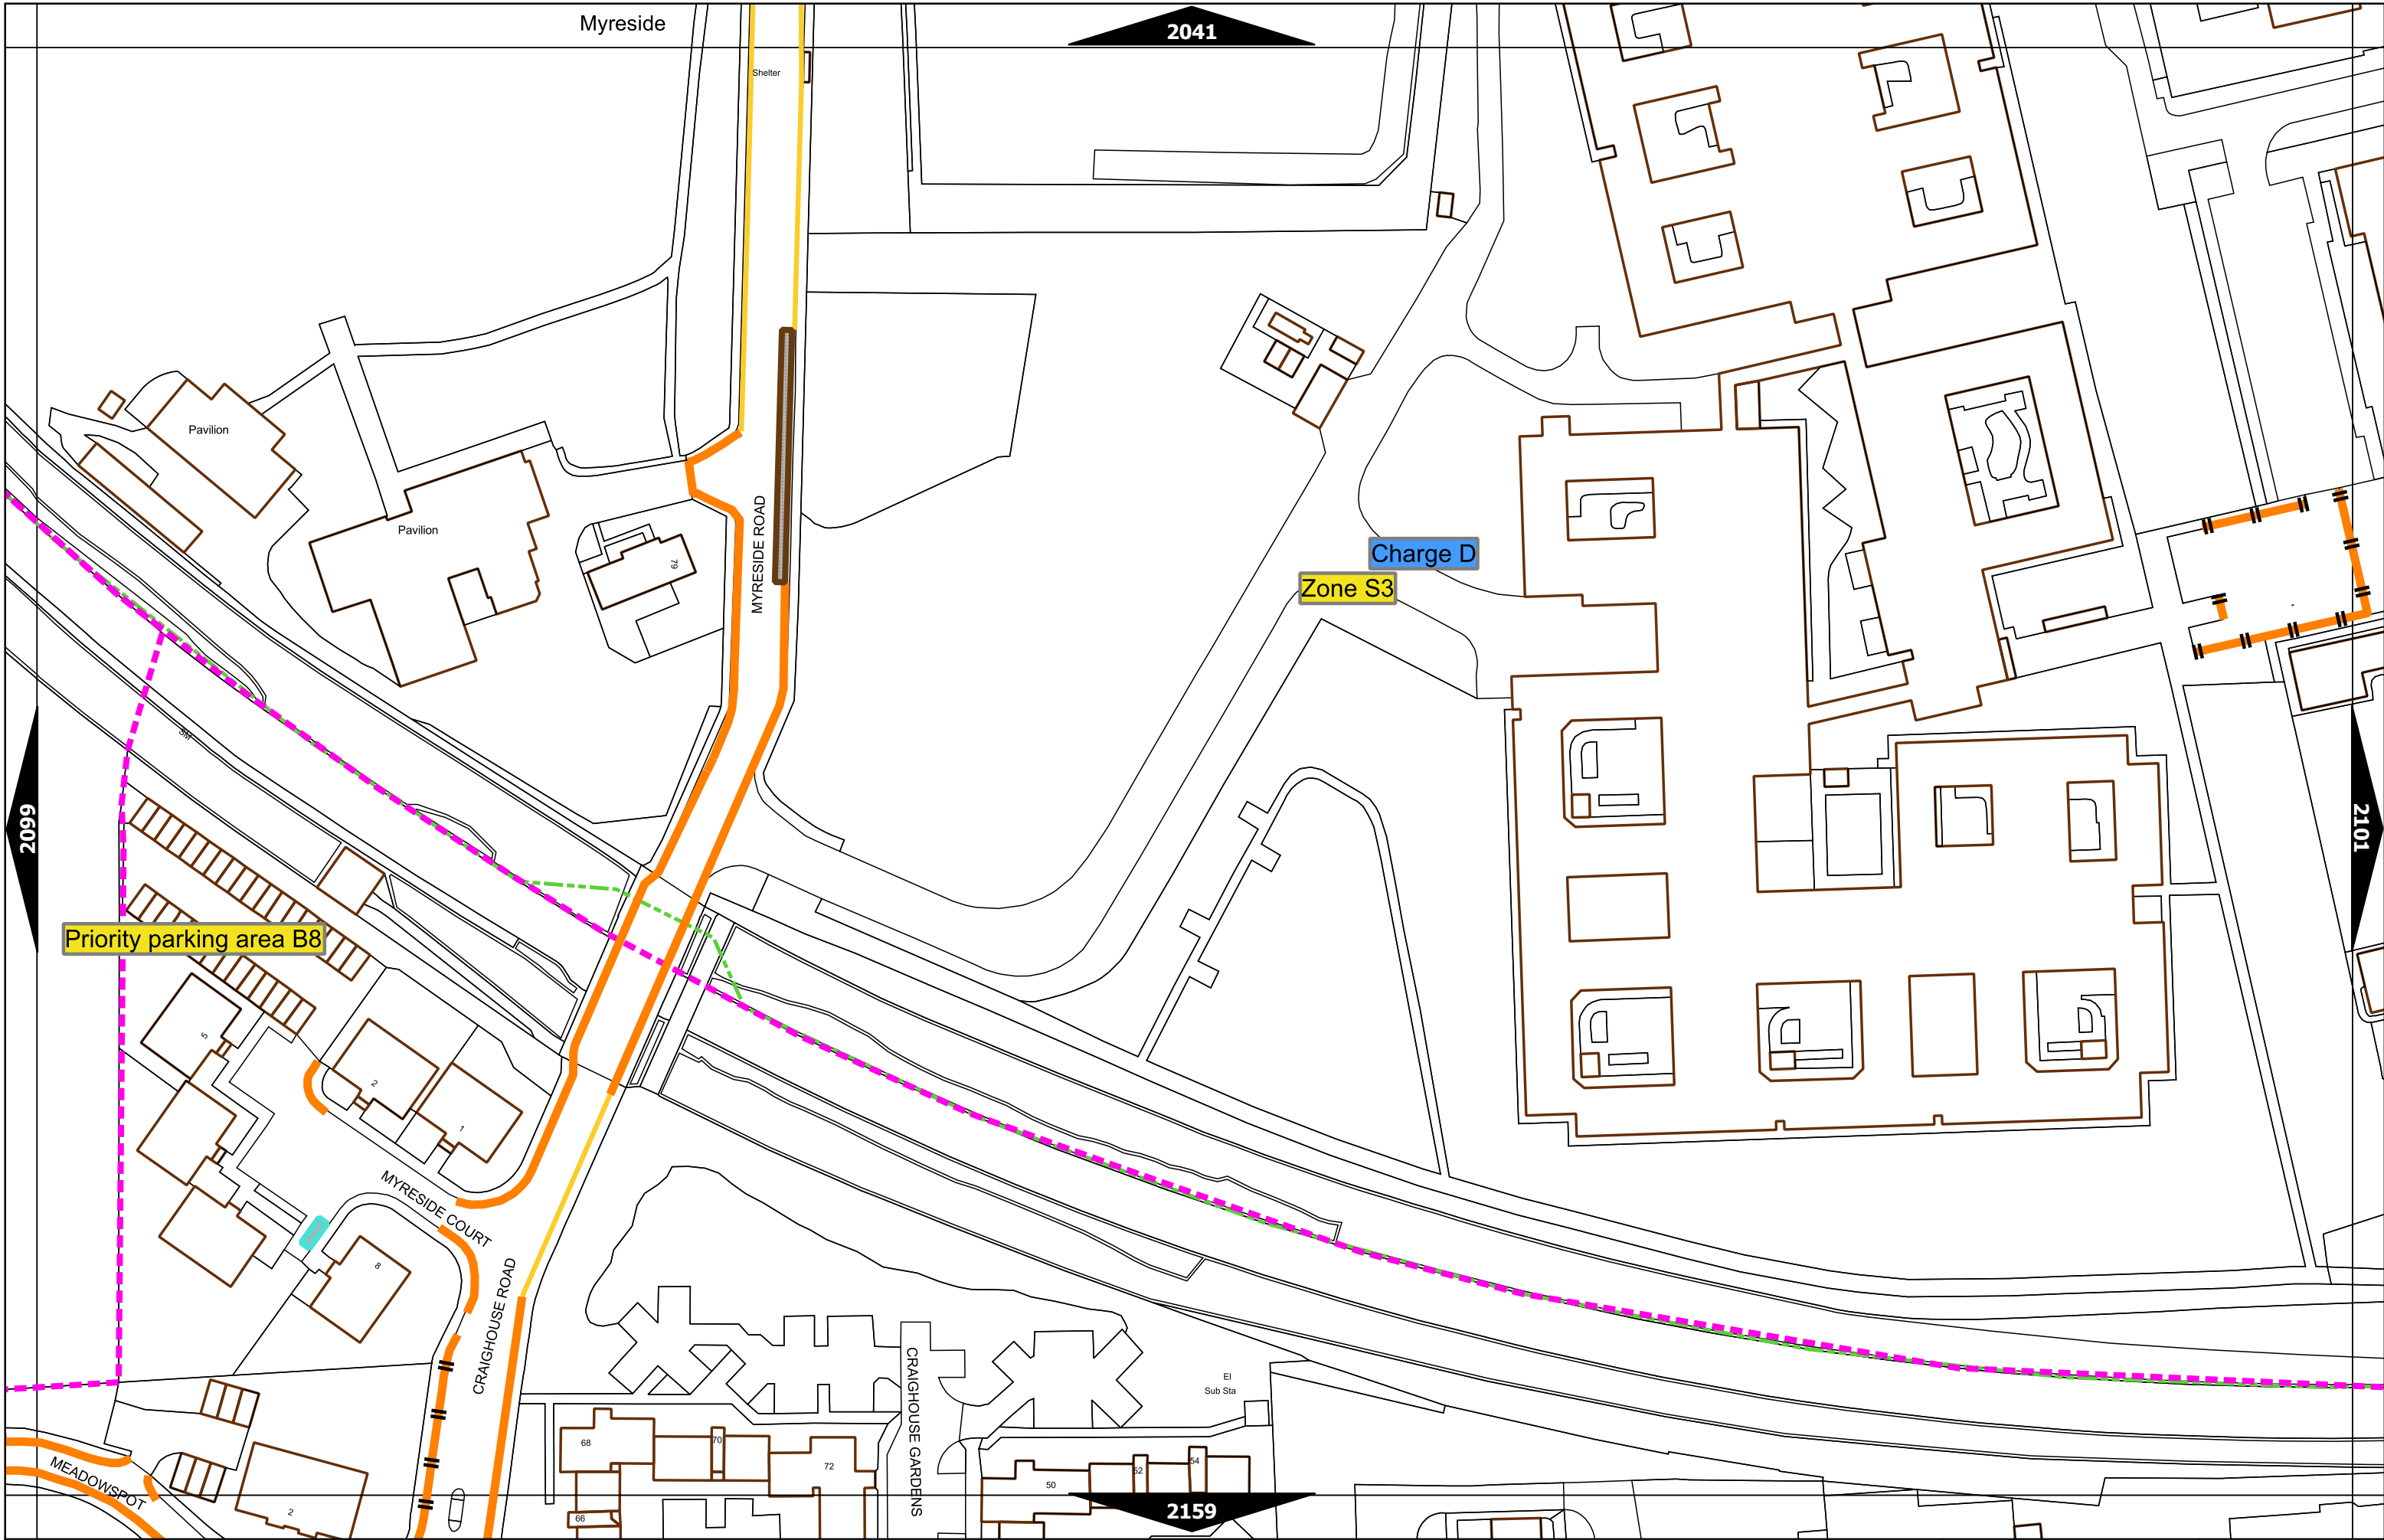 Myreside
2041
Shelter
Pavilion
Pavilion
79
MYRESIDE ROAD
Charge D
Zone S3
SM
2099
2101
Priority parking area B8
5
2
1
MYRESIDE COURT
8
CRAIGHOUSE ROAD
CRAIGHOUSE GARDENS
El
Sub Sta
68
70
72
66
50
52
54
MEADOWSPOT
2
2159